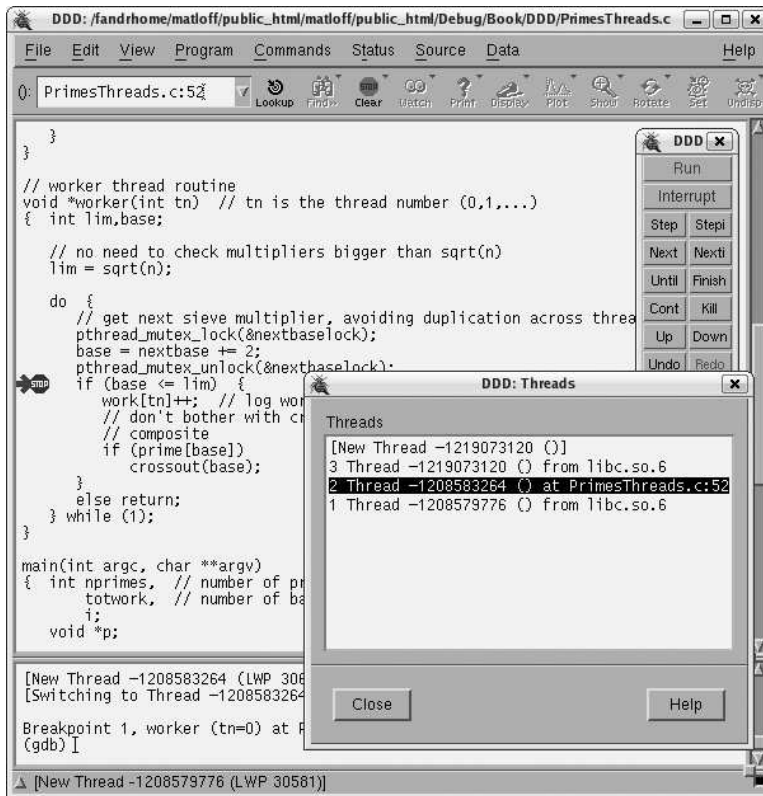 DDD: /fandrhome/matloff/public_html/matloff/public_html/Debug/Book/DDD/PrimesThreads.c
File Edit View Program Commands Status Source Data Help
(): PrimesThreads.c:52
Lookup Find» Clear Watch Print Display Plot Show Rotate Set Undisp
}
}
// worker thread routine
void *worker(int tn) // tn is the thread number (0,1,...)
{ int lim,base;
// no need to check multipliers bigger than sqrt(n)
lim = sqrt(n);
do {
// get next sieve multiplier, avoiding duplication across threa
pthread_mutex_lock(&nextbaselock);
base = nextbase += 2;
pthread_mutex_unlock(&nextbaselock);
STOP if (base <= lim) {
work[tn]++; // log wor
// don't bother with cr
// composite
if (prime[base])
crossout(base);
}
else return;
} while (1);
}
main(int argc, char **argv)
{ int nprimes, // number of pr
totwork, // number of ba
i;
void *p;
DDD
Run
Interrupt
Step Stepi
Next Nexti
Until Finish
Cont Kill
Up Down
Undo Redo
DDD: Threads
Threads
[New Thread -1219073120 ()]
3 Thread -1219073120 () from libc.so.6
2 Thread -1208583264 () at PrimesThreads.c:52
1 Thread -1208579776 () from libc.so.6
Close Help
[New Thread -1208583264 (LWP 306
[Switching to Thread -1208583264
Breakpoint 1, worker (tn=0) at P
(gdb)
[New Thread -1208579776 (LWP 30581)]